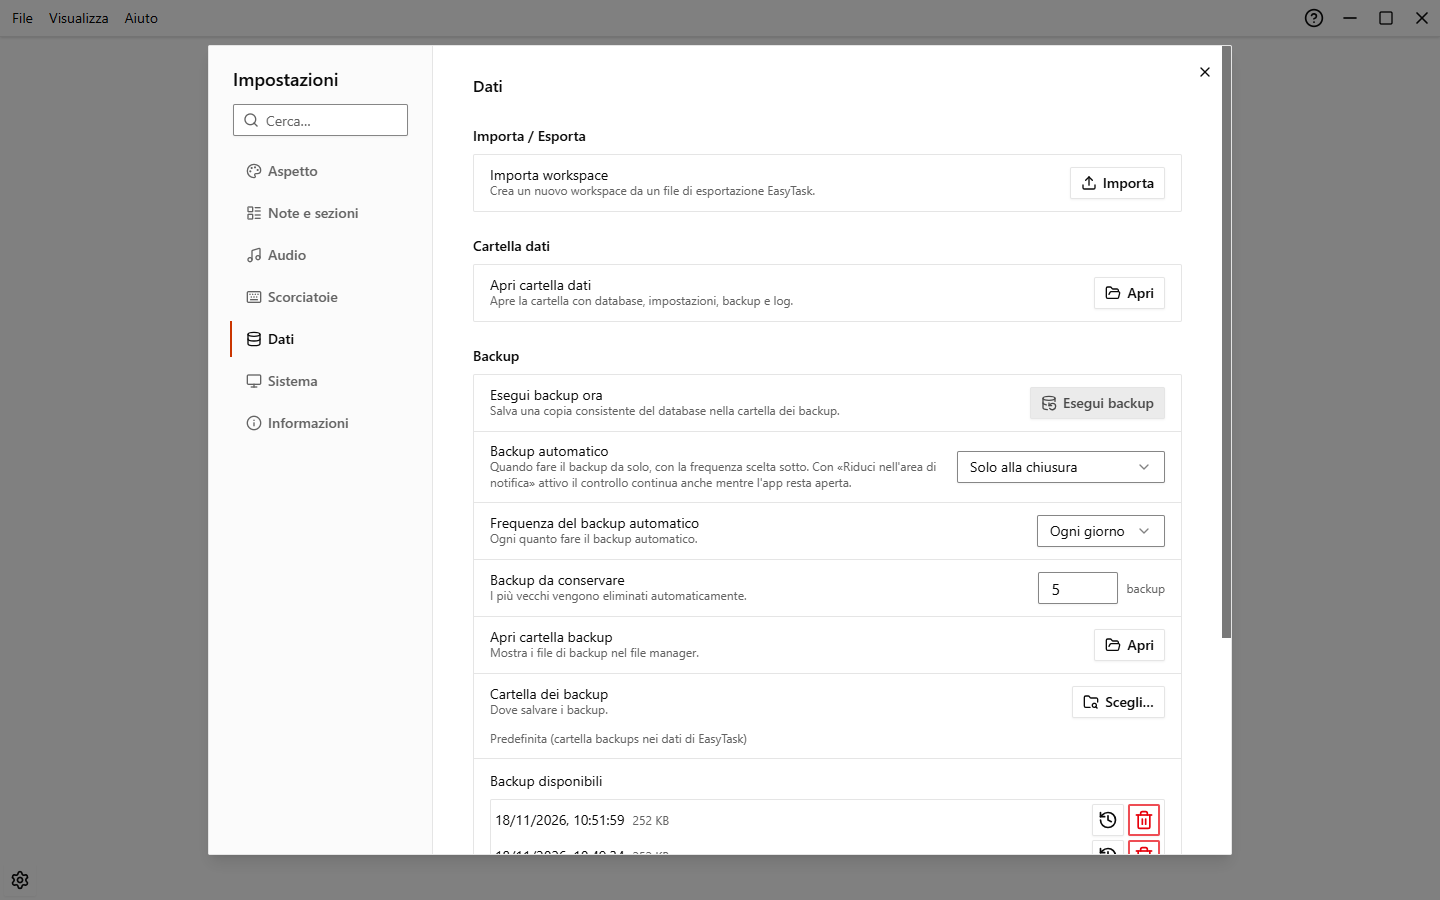 File Visualizza Aiuto
Impostazioni
Cerca...
Aspetto
Note e sezioni
Audio
Scorciatoie
Dati
Sistema
Informazioni
Dati
Importa / Esporta
Importa workspace
Crea un nuovo workspace da un file di esportazione EasyTask.
Importa
Cartella dati
Apri cartella dati
Apre la cartella con database, impostazioni, backup e log.
Apri
Backup
Esegui backup ora
Salva una copia consistente del database nella cartella dei backup.
Esegui backup
Backup automatico
Quando fare il backup da solo, con la frequenza scelta sotto. Con «Riduci nell'area di
notifica» attivo il controllo continua anche mentre l'app resta aperta.
Solo alla chiusura
Frequenza del backup automatico
Ogni quanto fare il backup automatico.
Ogni giorno
Backup da conservare
I più vecchi vengono eliminati automaticamente.
5 backup
Apri cartella backup
Mostra i file di backup nel file manager.
Apri
Cartella dei backup
Dove salvare i backup.
Scegli...
Predefinita (cartella backups nei dati di EasyTask)
Backup disponibili
18/11/2026, 10:51:59 252 KB